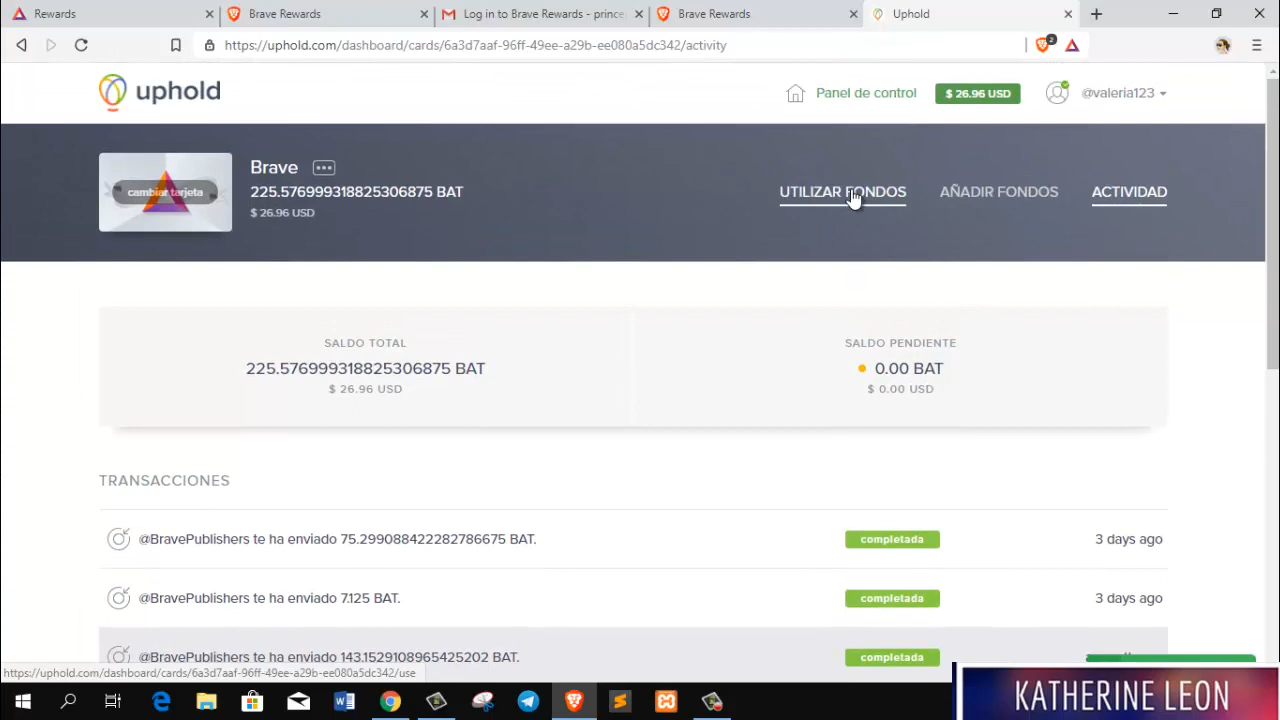 Rewards
Brave Rewards
Log in to Brave Rewards - prince
Brave Rewards
Uphold
https://uphold.com/dashboard/cards/6a3d7aaf-96ff-49ee-a29b-ee080a5dc342/activity
2
uphold
Panel de control
$ 26.96 USD
@valeria123
cambiar tarjeta
Brave
225.576999318825306875 BAT
$ 26.96 USD
UTILIZAR FONDOS
AÑADIR FONDOS
ACTIVIDAD
SALDO TOTAL
225.576999318825306875 BAT
$ 26.96 USD
SALDO PENDIENTE
0.00 BAT
$ 0.00 USD
TRANSACCIONES
@BravePublishers te ha enviado 75.299088422282786675 BAT.
completada
3 days ago
@BravePublishers te ha enviado 7.125 BAT.
completada
3 days ago
@BravePublishers te ha enviado 143.1529108965425202 BAT.
completada
https://uphold.com/dashboard/cards/6a3d7aaf-96ff-49ee-a29b-ee080a5dc342/use
KATHERINE LEON